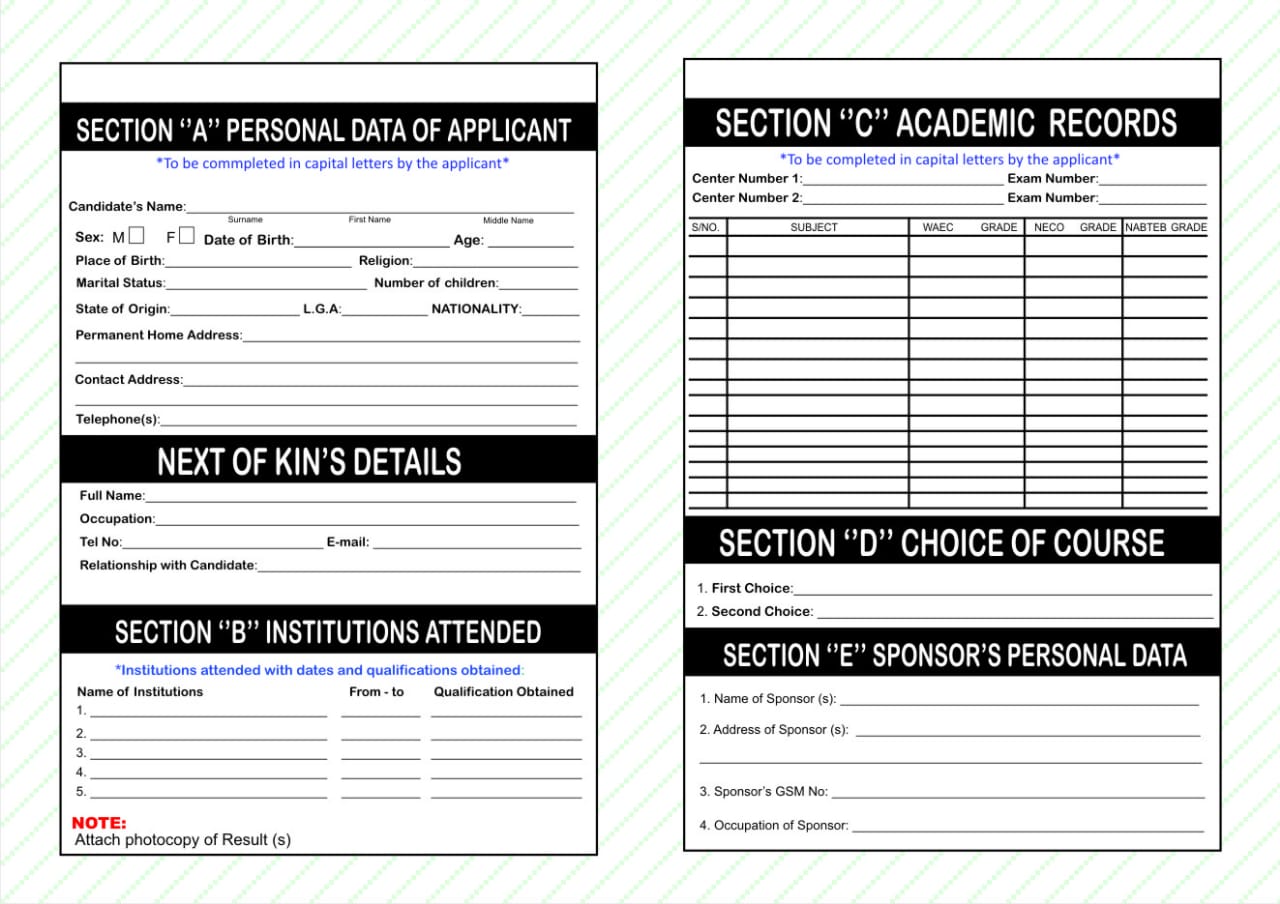 SECTION ‘’A’’ PERSONAL DATA OF APPLICANT
*To be commpleted in capital letters by the applicant*
Candidate’s Name:
Surname First Name Middle Name
Sex: M F Date of Birth: Age:
Place of Birth: Religion:
Marital Status: Number of children:
State of Origin: L.G.A: NATIONALITY:
Permanent Home Address:
Contact Address:
Telephone(s):
NEXT OF KIN’S DETAILS
Full Name:
Occupation:
Tel No: E-mail:
Relationship with Candidate:
SECTION ‘’B’’ INSTITUTIONS ATTENDED
*Institutions attended with dates and qualifications obtained:
Name of Institutions From - to Qualification Obtained
1.
2.
3.
4.
5.
NOTE:
Attach photocopy of Result (s)
SECTION ‘’C’’ ACADEMIC RECORDS
*To be completed in capital letters by the applicant*
Center Number 1: Exam Number:
Center Number 2: Exam Number:
S/NO. SUBJECT WAEC GRADE NECO GRADE NABTEB GRADE
SECTION ‘’D’’ CHOICE OF COURSE
1. First Choice:
2. Second Choice:
SECTION ‘’E’’ SPONSOR’S PERSONAL DATA
1. Name of Sponsor (s):
2. Address of Sponsor (s):
3. Sponsor’s GSM No:
4. Occupation of Sponsor: